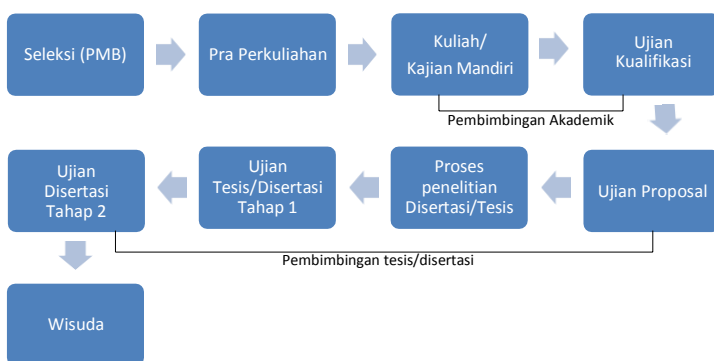 Seleksi (PMB)
Pra Perkuliahan
Kuliah/
Kajian Mandiri
Ujian
Kualifikasi
Pembimbingan Akademik
Ujian
Disertasi
Tahap 2
Ujian
Tesis/Disertasi
Tahap 1
Proses
penelitian
Disertasi/Tesis
Ujian Proposal
Pembimbingan tesis/disertasi
Wisuda